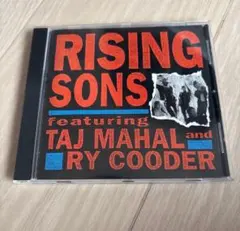 RISING
SONS
featuring
TAJ MAHAL and
RY COODER